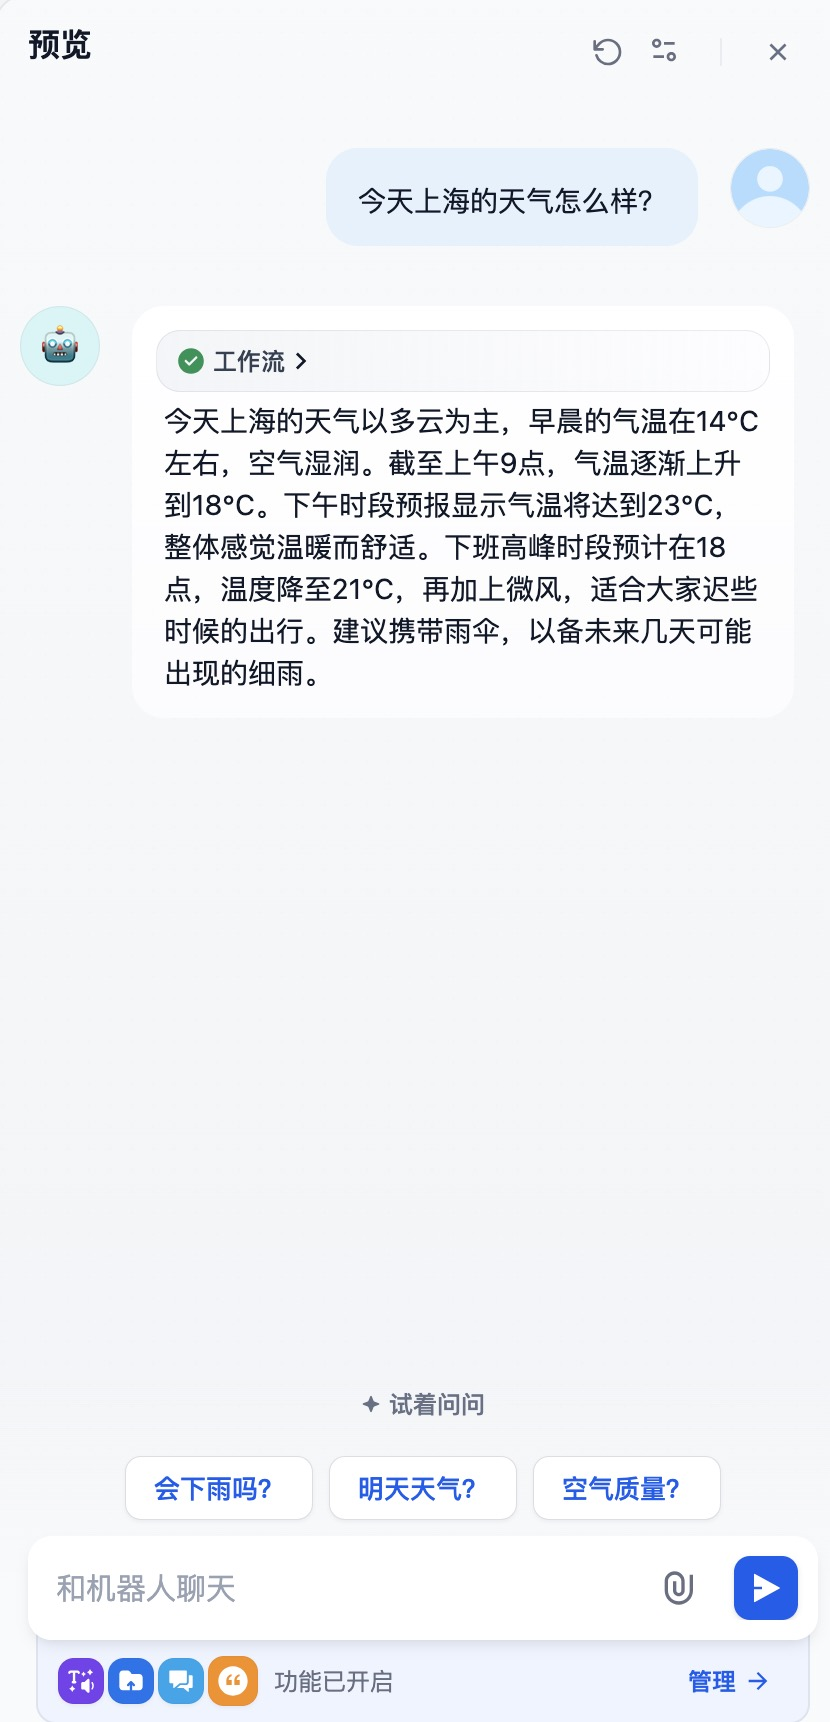 预览
今天上海的天气怎么样?
工作流
今天上海的天气以多云为主，早晨的气温在14°C
左右，空气湿润。截至上午9点，气温逐渐上升
到18°C。下午时段预报显示气温将达到23°C，
整体感觉温暖而舒适。下班高峰时段预计在18
点，温度降至21°C，再加上微风，适合大家迟些
时候的出行。建议携带雨伞，以备未来几天可能
出现的细雨。
试着问问
会下雨吗? 明天天气? 空气质量?
和机器人聊天
功能已开启 管理